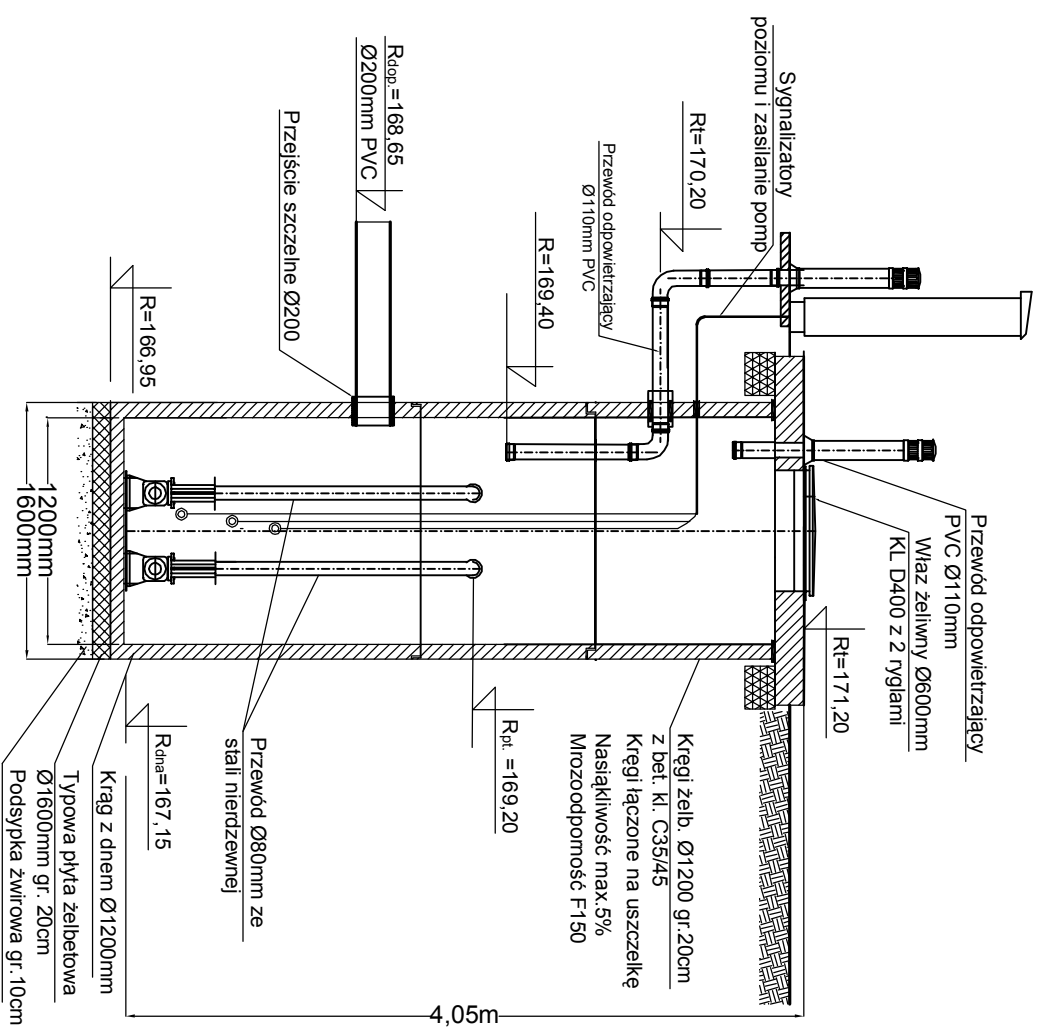 Sygnalizatory
poziomu i zasilanie pomp
Rt=170,20
Przewód odpowietrzający
Ø110mm PVC
R=169,40
Rdop.=168,65
Ø200mm PVC
Przejście szczelne Ø200
R=166,95
1200mm
1600mm
Przewód odpowietrzający
PVC Ø110mm
Właz żeliwny Ø600mm
KL D400 z 2 ryglami
Rt=171,20
Kręgi żelb. Ø1200 gr.20cm
z bet. kl. C35/45
Kręgi łączone na uszczelkę
Nasiąkliwość max.5%
Mrozoodporność F150
Rpt. =169,20
Przewód Ø80mm ze
stali nierdzewnej
Rdna=167,15
Krąg z dnem Ø1200mm
Typowa płyta żelbetowa
Ø1600mm gr. 20cm
Podsypka żwirowa gr.10cm
4,05m